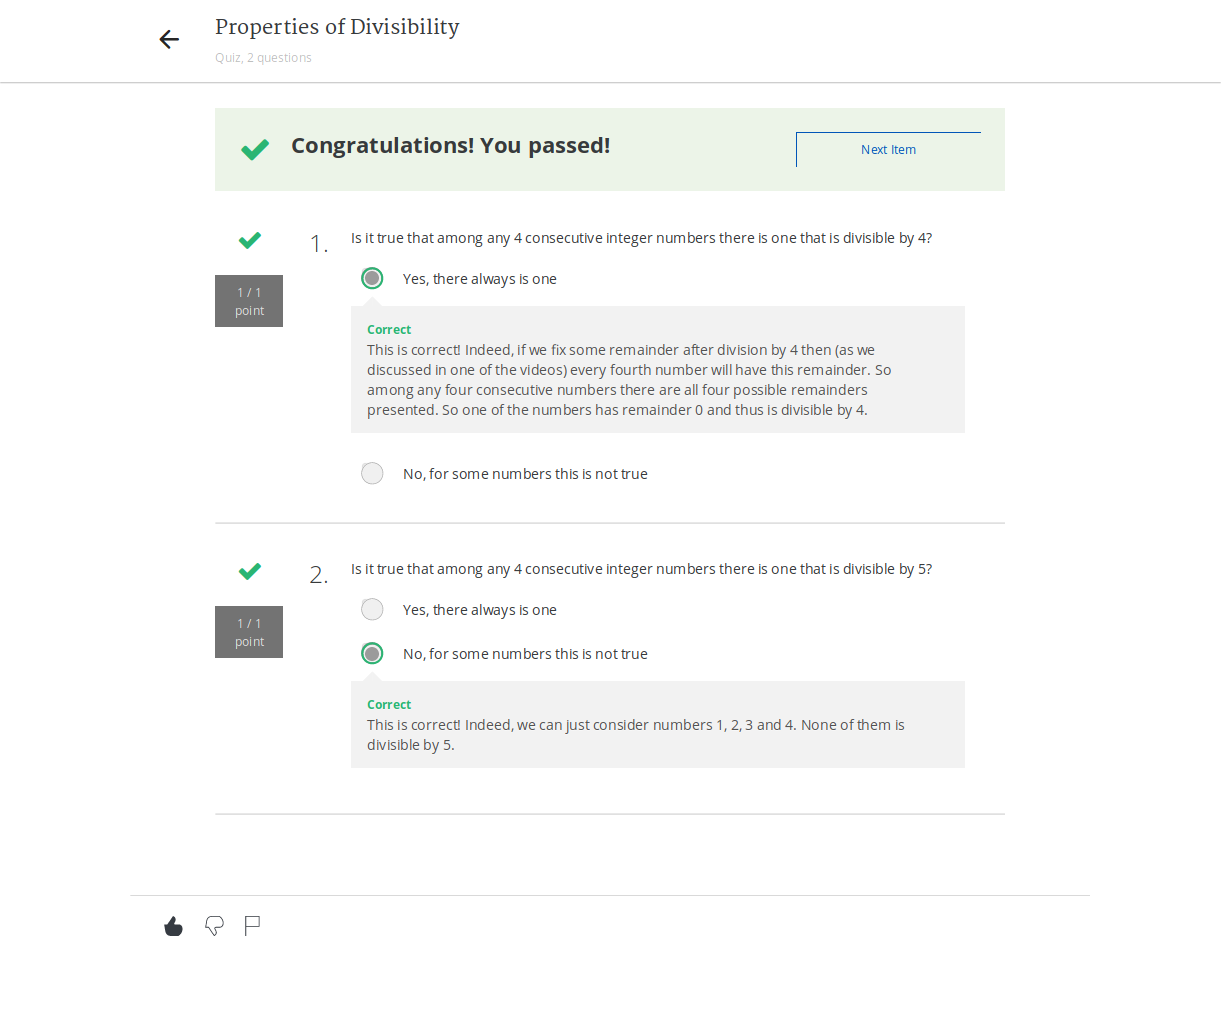 Properties of Divisibility
Quiz, 2 questions
Congratulations! You passed!
Next Item
1.
Is it true that among any 4 consecutive integer numbers there is one that is divisible by 4?
1 / 1
point
Yes, there always is one
Correct
This is correct! Indeed, if we fix some remainder after division by 4 then (as we
discussed in one of the videos) every fourth number will have this remainder. So
among any four consecutive numbers there are all four possible remainders
presented. So one of the numbers has remainder 0 and thus is divisible by 4.
No, for some numbers this is not true
2.
Is it true that among any 4 consecutive integer numbers there is one that is divisible by 5?
1 / 1
point
Yes, there always is one
No, for some numbers this is not true
Correct
This is correct! Indeed, we can just consider numbers 1, 2, 3 and 4. None of them is
divisible by 5.